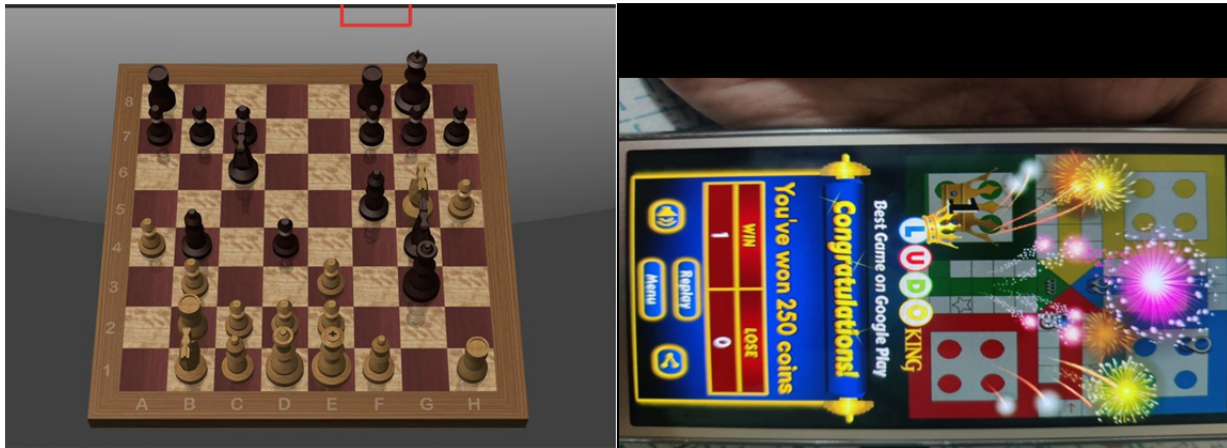 8
7
6
5
4
3
2
1
A B C D E F G H
1
LUDO KING
Best Game on Google Play
Congratulations!
You've won 250 coins
WIN LOSE
1 0
Replay
Menu